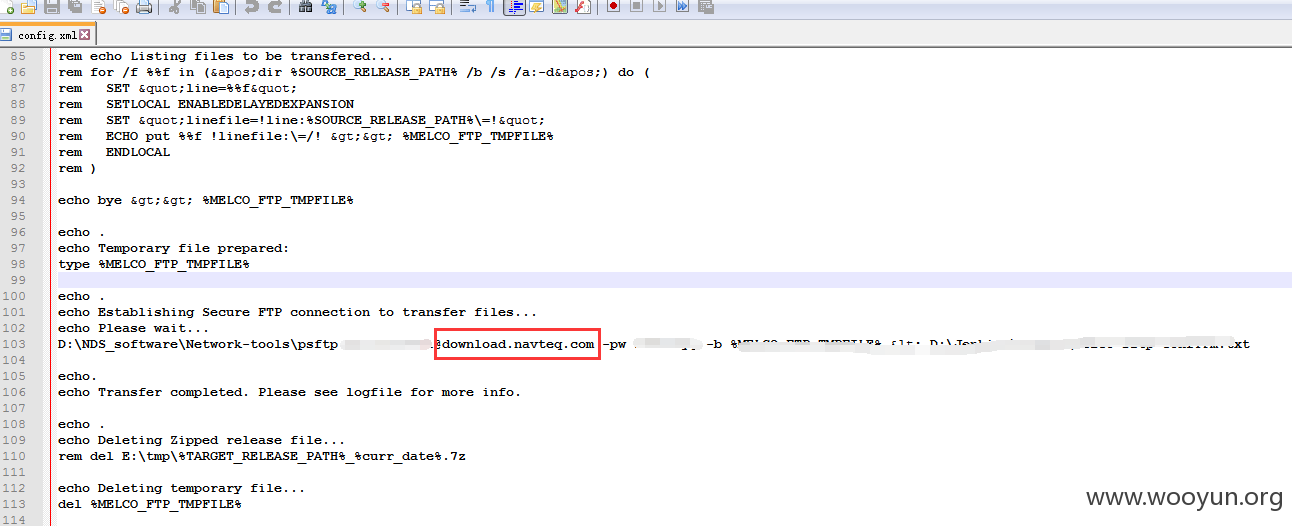 config.xml
85 rem echo Listing files to be transfered...
86 rem for /f %%f in (&apos;dir %SOURCE_RELEASE_PATH% /b /s /a:-d&apos;) do (
87 rem   SET &quot;line=%%f&quot;
88 rem   SETLOCAL ENABLEDELAYEDEXPANSION
89 rem   SET &quot;linefile=!line:%SOURCE_RELEASE_PATH%\=!&quot;
90 rem   ECHO put %%f !linefile:\=/! &gt;&gt; %MELCO_FTP_TMPFILE%
91 rem   ENDLOCAL
92 rem )
93
94 echo bye &gt;&gt; %MELCO_FTP_TMPFILE%
95
96 echo .
97 echo Temporary file prepared:
98 type %MELCO_FTP_TMPFILE%
99
100 echo .
101 echo Establishing Secure FTP connection to transfer files...
102 echo Please wait...
103 D:\NDS_software\Network-tools\psftp @download.navteq.com -pw -b %MELCO_FTP_TMPFILE% &lt; .txt
104
105 echo.
106 echo Transfer completed. Please see logfile for more info.
107
108 echo .
109 echo Deleting Zipped release file...
110 rem del E:\tmp\%TARGET_RELEASE_PATH%_%curr_date%.7z
111
112 echo Deleting temporary file...
113 del %MELCO_FTP_TMPFILE%
114
www.wooyun.org